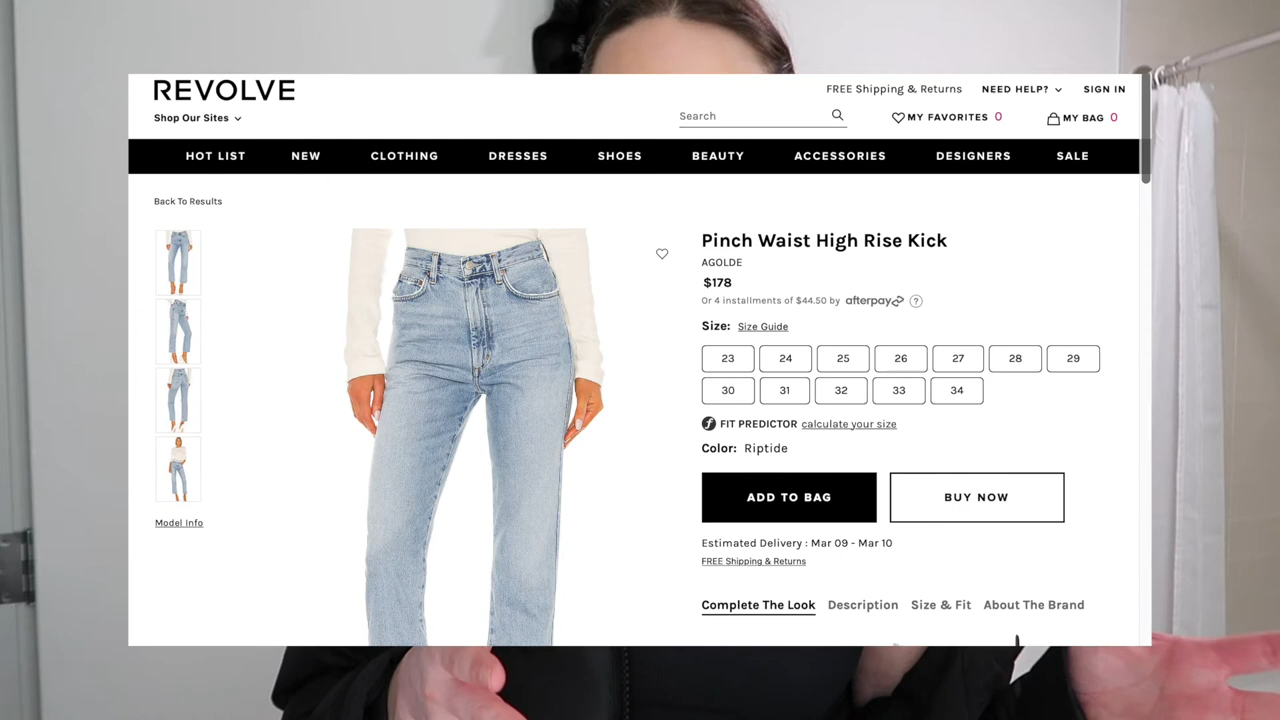 REVOLVE
FREE Shipping & Returns NEED HELP? SIGN IN
Shop Our Sites
Search
MY FAVORITES 0
MY BAG 0
HOT LIST NEW CLOTHING DRESSES SHOES BEAUTY ACCESSORIES DESIGNERS SALE
Back To Results
Model Info
Pinch Waist High Rise Kick
AGOLDE
$178
Or 4 installments of $44.50 by afterpay ?
Size: Size Guide
23 24 25 26 27 28 29
30 31 32 33 34
FIT PREDICTOR calculate your size
Color: Riptide
ADD TO BAG BUY NOW
Estimated Delivery : Mar 09 - Mar 10
FREE Shipping & Returns
Complete The Look Description Size & Fit About The Brand